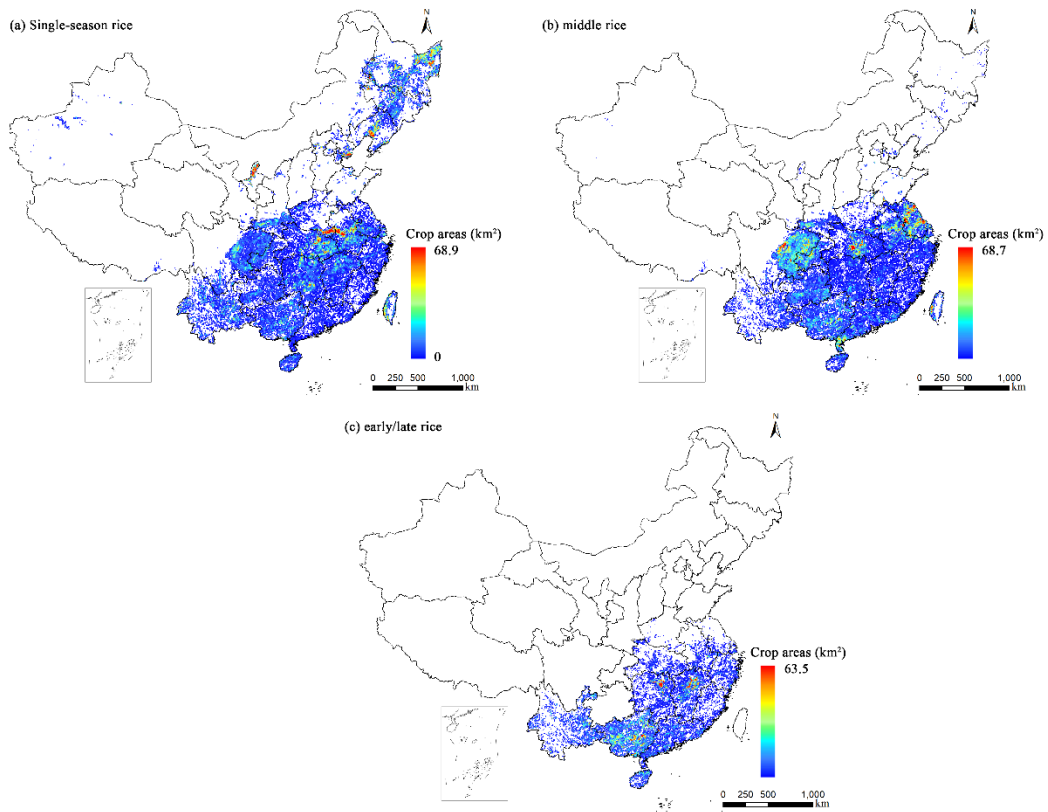 (a) Single-season rice
N
Crop areas (km²)
68.9
0
0 250 500 1,000
km
(b) middle rice
N
Crop areas (km²)
68.7
0 250 500 1,000
km
(c) early/late rice
N
Crop areas (km²)
63.5
0 250 500 1,000
km